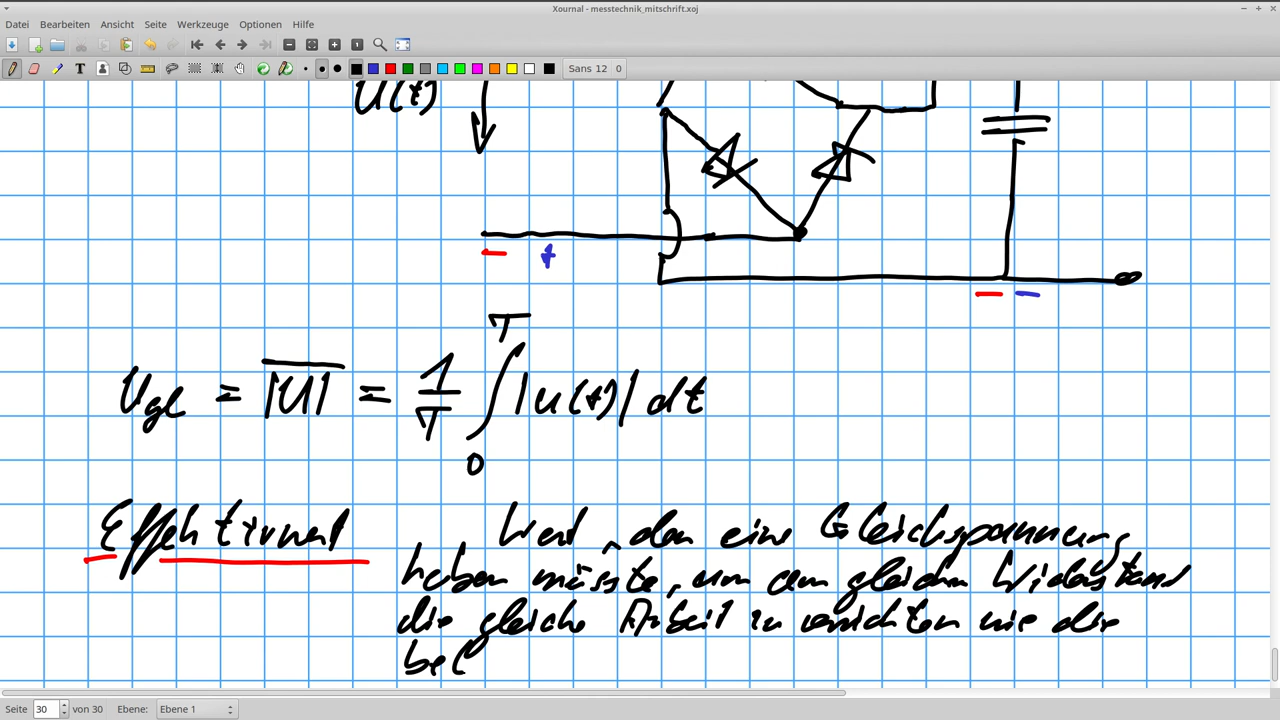 Xournal - messtechnik_mitschrift.xoj
Datei Bearbeiten Ansicht Seite Werkzeuge Optionen Hilfe
Sans 12 0
U(t)
- +
- -
U_gl = |U| = 1/T ∫ 0 T |u(t)| dt
Effektivwert Wert, den eine Gleichspannung
haben müsste, um am gleichen Widerstand
die gleiche Arbeit zu verrichten wie die
bel
Seite 30 von 30 Ebene: Ebene 1